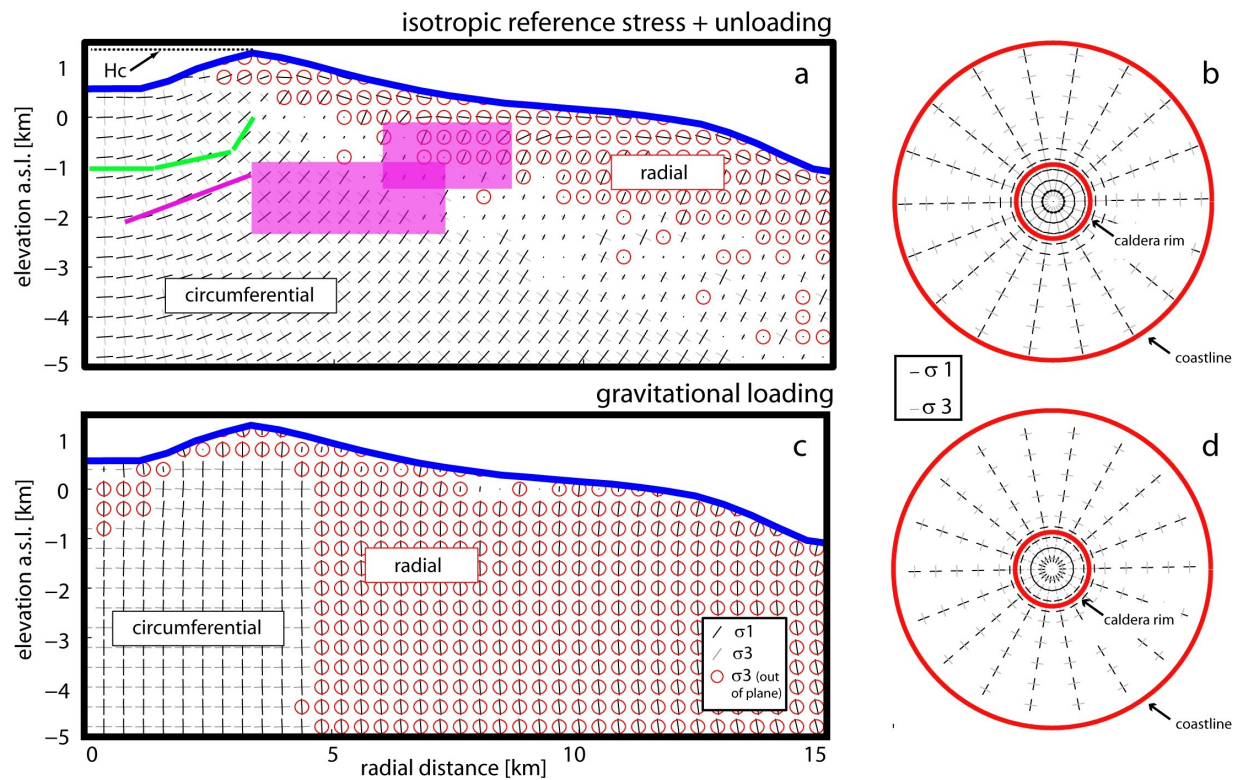 isotropic reference stress + unloading
a
Hc
1
0
−1
−2
−3
−4
−5
elevation a.s.l. [km]
radial
circumferential
b
caldera rim
coastline
– σ 1
– σ 3
gravitational loading
c
1
0
−1
−2
−3
−4
−5
elevation a.s.l. [km]
radial
circumferential
σ1
σ3
σ3 (out
of plane)
0
5
10
15
radial distance [km]
d
caldera rim
coastline